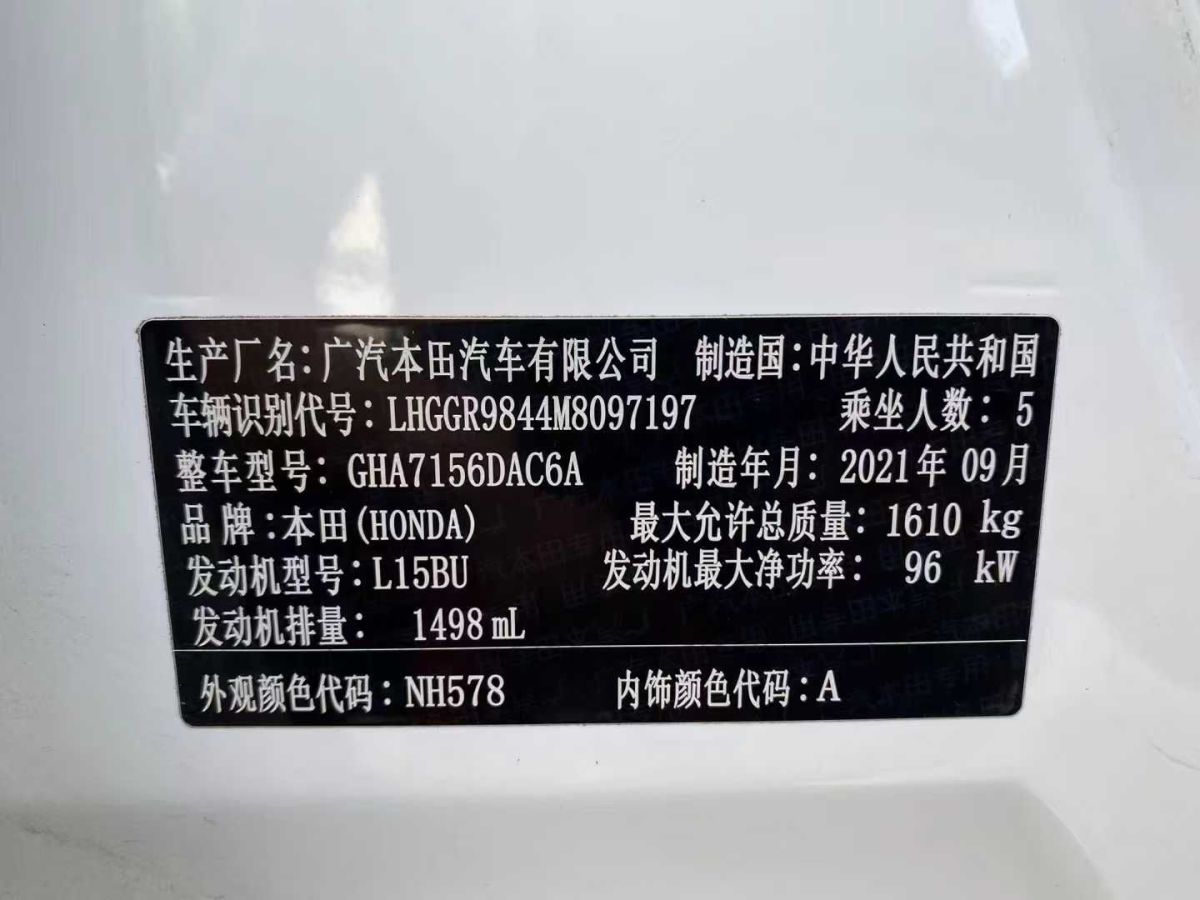 生产厂名：广汽本田汽车有限公司 制造国：中华人民共和国
车辆识别代号：LHGGR9844M8097197 乘坐人数：5
整车型号：GHA7156DAC6A 制造年月：2021年09月
品牌：本田(HONDA) 最大允许总质量：1610 kg
发动机型号：L15BU 发动机最大净功率：96 kW
发动机排量：1498 mL
外观颜色代码：NH578 内饰颜色代码：A